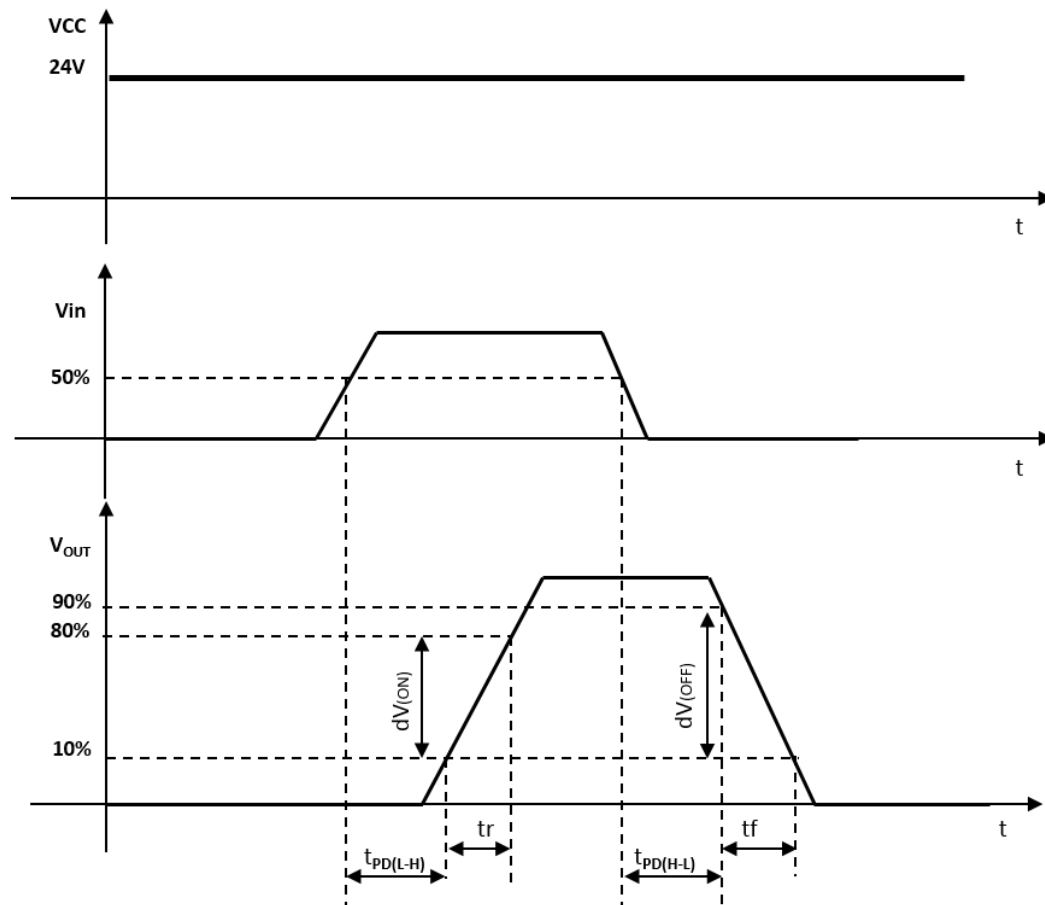 VCC
24V
t
Vin
50%
t
VOUT
90%
80%
dV(ON)
dV(OFF)
10%
t
tr
tf
tPD(L-H)
tPD(H-L)